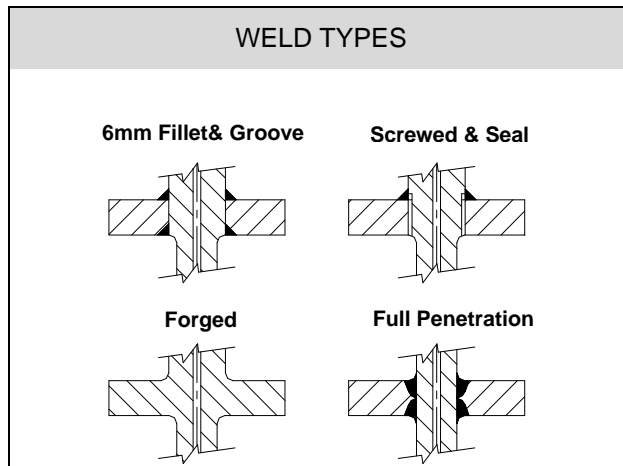 WELD TYPES
6mm Fillet& Groove
Screwed & Seal
Forged
Full Penetration